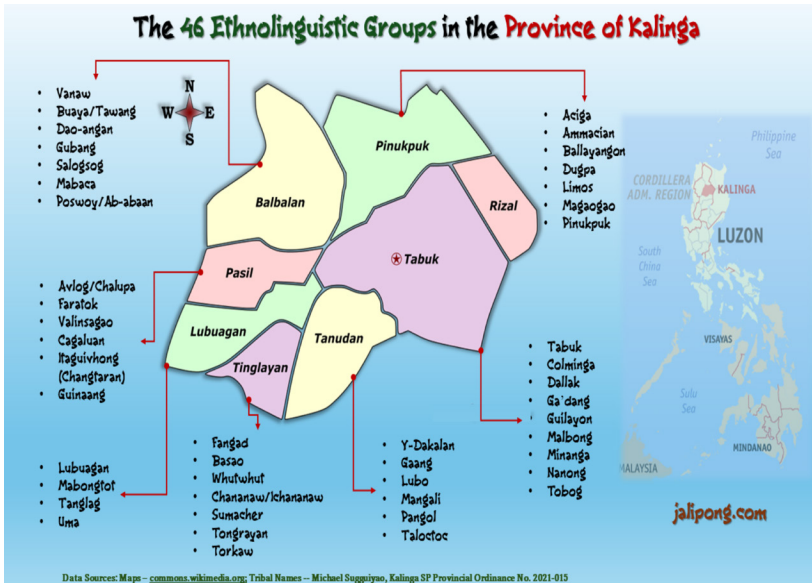 The 46 Ethnolinguistic Groups in the Province of Kalinga
Vanaw
Buaya/Tawang
Dao-angan
Gubang
Salogsog
Mabaca
Poswoy/Ab-abaan
N
W E
S
Aciga
Ammacian
Ballayangon
Dugpa
Limos
Magaogao
Pinukpuk
Pinukpuk
Balbalan
Rizal
Tabuk
Pasil
Lubuagan
Tanudan
Tinglayan
Philippine
Sea
CORDILLERA
ADM. REGION
KALINGA
LUZON
South
China
Sea
VISAYAS
Sulu
Sea
MINDANAO
MALAYSIA
Avlog/Chalupa
Faratok
Valinsagao
Cagaluan
Itaguivhong
(Changtaran)
Guinaang
Lubuagan
Mabongtot
Tanglag
Uma
Fangad
Basao
Whutwhut
Chananaw/Ichananaw
Sumacher
Tongrayan
Torkaw
Y-Dakalan
Gaang
Lubo
Mangali
Pangol
Taloctoc
Tabuk
Colminga
Dallak
Ga'dang
Guilayon
Malbong
Minanga
Nanong
Tobog
jalipong.com
Data Sources: Maps – commons.wikimedia.org; Tribal Names -- Michael Sugguiyao, Kalinga SP Provincial Ordinance No. 2021-015